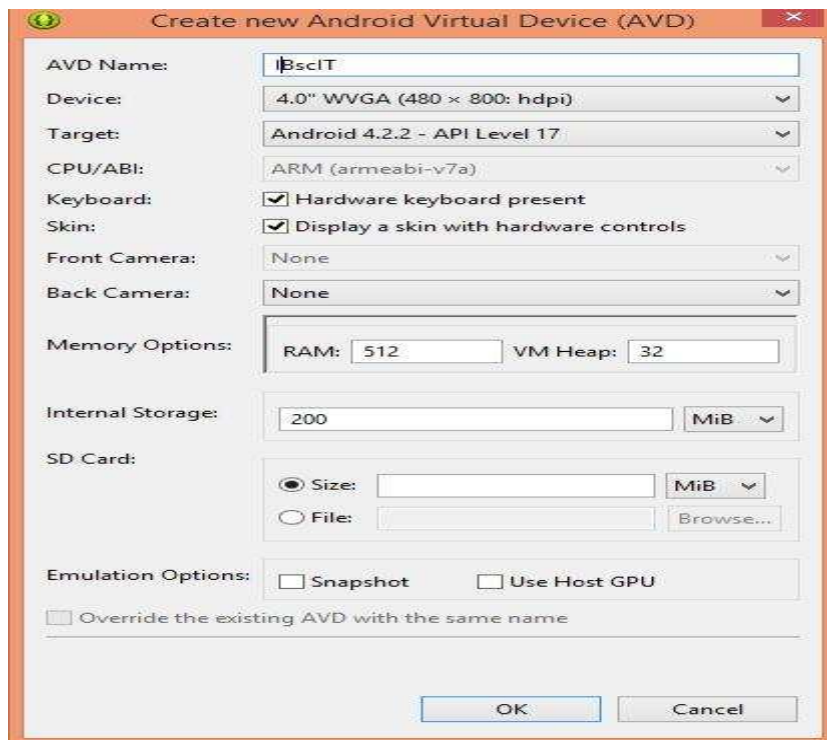 Create new Android Virtual Device (AVD)
AVD Name: IBscIT
Device: 4.0" WVGA (480 × 800: hdpi)
Target: Android 4.2.2 - API Level 17
CPU/ABI: ARM (armeabi-v7a)
Keyboard: Hardware keyboard present
Skin: Display a skin with hardware controls
Front Camera: None
Back Camera: None
Memory Options: RAM: 512 VM Heap: 32
Internal Storage: 200 MiB
SD Card:
Size: MiB
File: Browse...
Emulation Options: Snapshot Use Host GPU
Override the existing AVD with the same name
OK Cancel